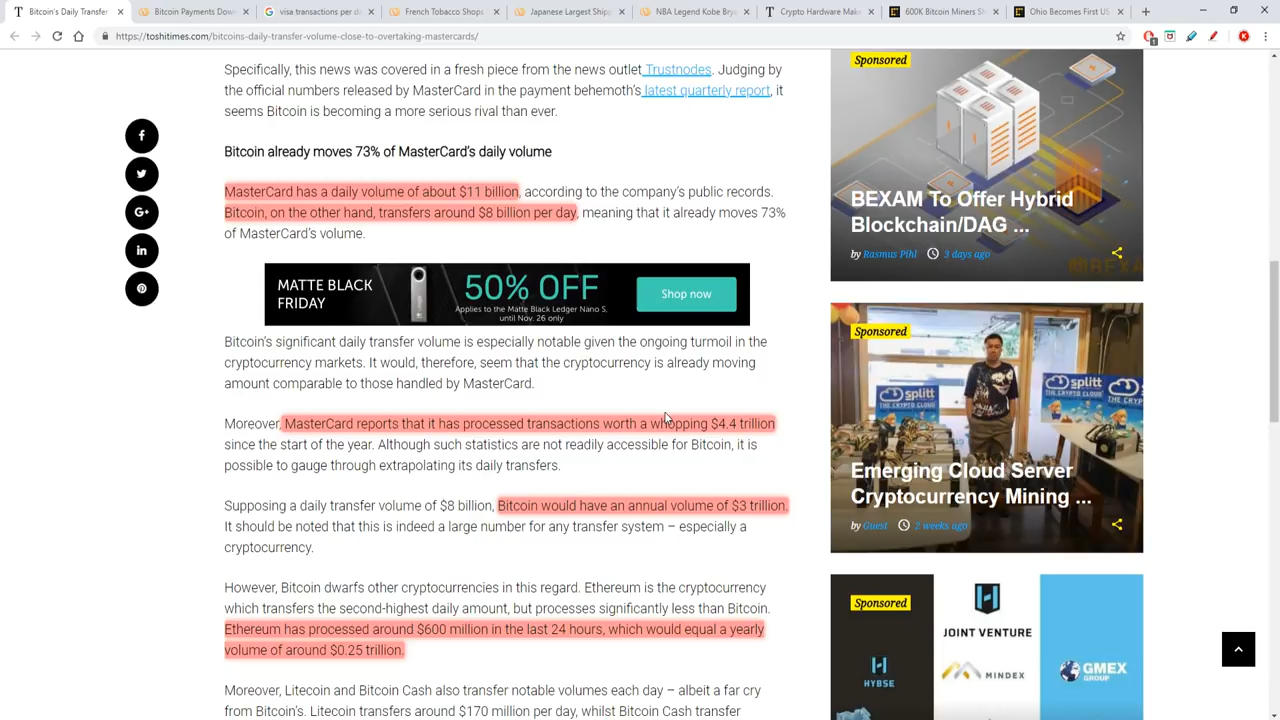 Bitcoin's Daily Transfer
Bitcoin Payments Dow
visa transactions per d
French Tobacco Shops
Japanese Largest Ship
NBA Legend Kobe Bry
Crypto Hardware Make
600K Bitcoin Miners Sh
Ohio Becomes First US
https://toshitimes.com/bitcoins-daily-transfer-volume-close-to-overtaking-mastercards/
Specifically, this news was covered in a fresh piece from the news outlet Trustnodes. Judging by
the official numbers released by MasterCard in the payment behemoth's latest quarterly report, it
seems Bitcoin is becoming a more serious rival than ever.
Bitcoin already moves 73% of MasterCard's daily volume
MasterCard has a daily volume of about $11 billion, according to the company's public records.
Bitcoin, on the other hand, transfers around $8 billion per day, meaning that it already moves 73%
of MasterCard's volume.
MATTE BLACK
FRIDAY
50% OFF
Applies to the Matte Black Ledger Nano S,
until Nov. 26 only
Shop now
Bitcoin's significant daily transfer volume is especially notable given the ongoing turmoil in the
cryptocurrency markets. It would, therefore, seem that the cryptocurrency is already moving
amount comparable to those handled by MasterCard.
Moreover, MasterCard reports that it has processed transactions worth a whopping $4.4 trillion
since the start of the year. Although such statistics are not readily accessible for Bitcoin, it is
possible to gauge through extrapolating its daily transfers.
Supposing a daily transfer volume of $8 billion, Bitcoin would have an annual volume of $3 trillion.
It should be noted that this is indeed a large number for any transfer system – especially a
cryptocurrency.
However, Bitcoin dwarfs other cryptocurrencies in this regard. Ethereum is the cryptocurrency
which transfers the second-highest daily amount, but processes significantly less than Bitcoin.
Ethereum has processed around $600 million in the last 24 hours, which would equal a yearly
volume of around $0.25 trillion.
Moreover, Litecoin and Bitcoin Cash also transfer notable volumes each day – albeit a far cry
from Bitcoin's. Litecoin transfers around $170 million per day, whilst Bitcoin Cash transfer
Sponsored
BEXAM To Offer Hybrid
Blockchain/DAG ...
by Rasmus Pihl 3 days ago
Sponsored
splitt
THE CRYPTO CLOUD
splitt
THE CRYPTO CLOUD
Emerging Cloud Server
Cryptocurrency Mining ...
by Guest 2 weeks ago
Sponsored
JOINT VENTURE
HYBSE
MINDEX
GMEX
GROUP